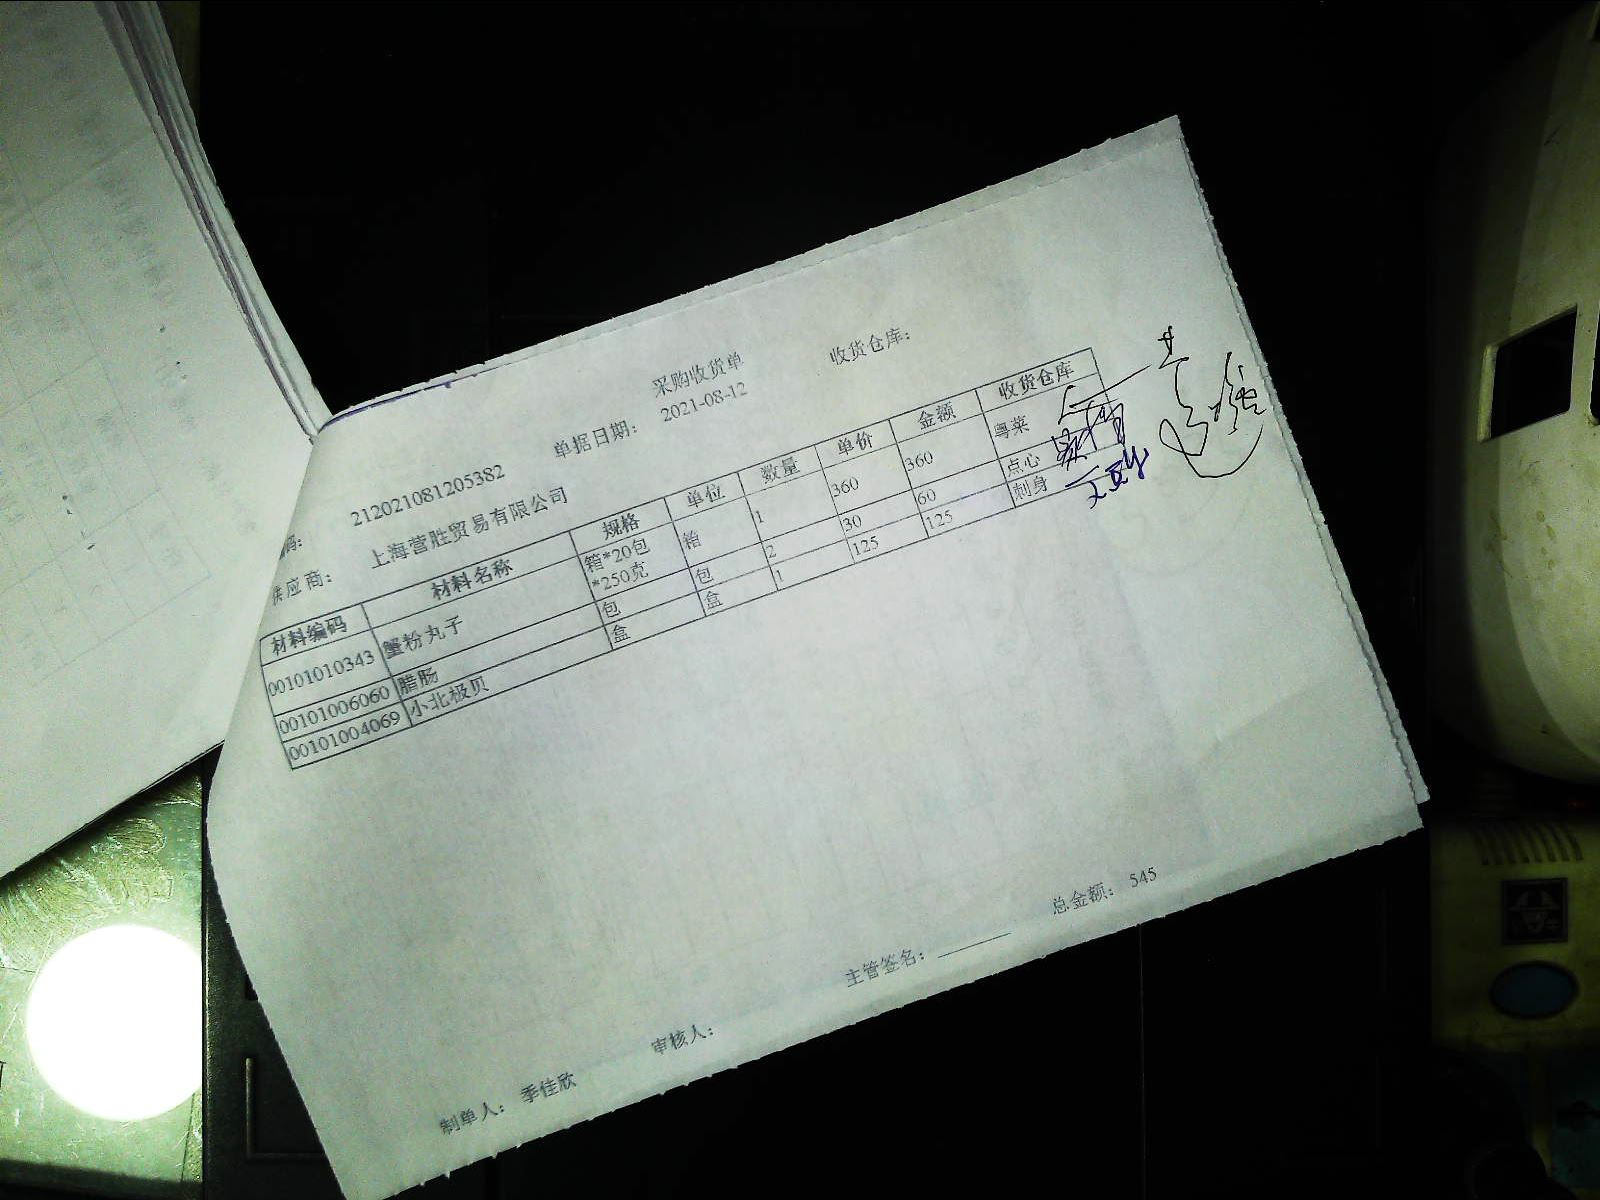 采购收货单
码： 212021081205382 单据日期： 2021-08-12 收货仓库：
供应商： 上海营胜贸易有限公司
材料编码 材料名称 规格 单位 数量 单价 金额 收货仓库
00101010343 蟹粉丸子 箱*20包 箱 1 360 360 粤菜
*250克
00101006060 腊肠 包 包 2 30 60 点心
00101004069 小北极贝 盒 盒 1 125 125 刺身
总金额： 545
制单人： 季佳欣 审核人： 主管签名：